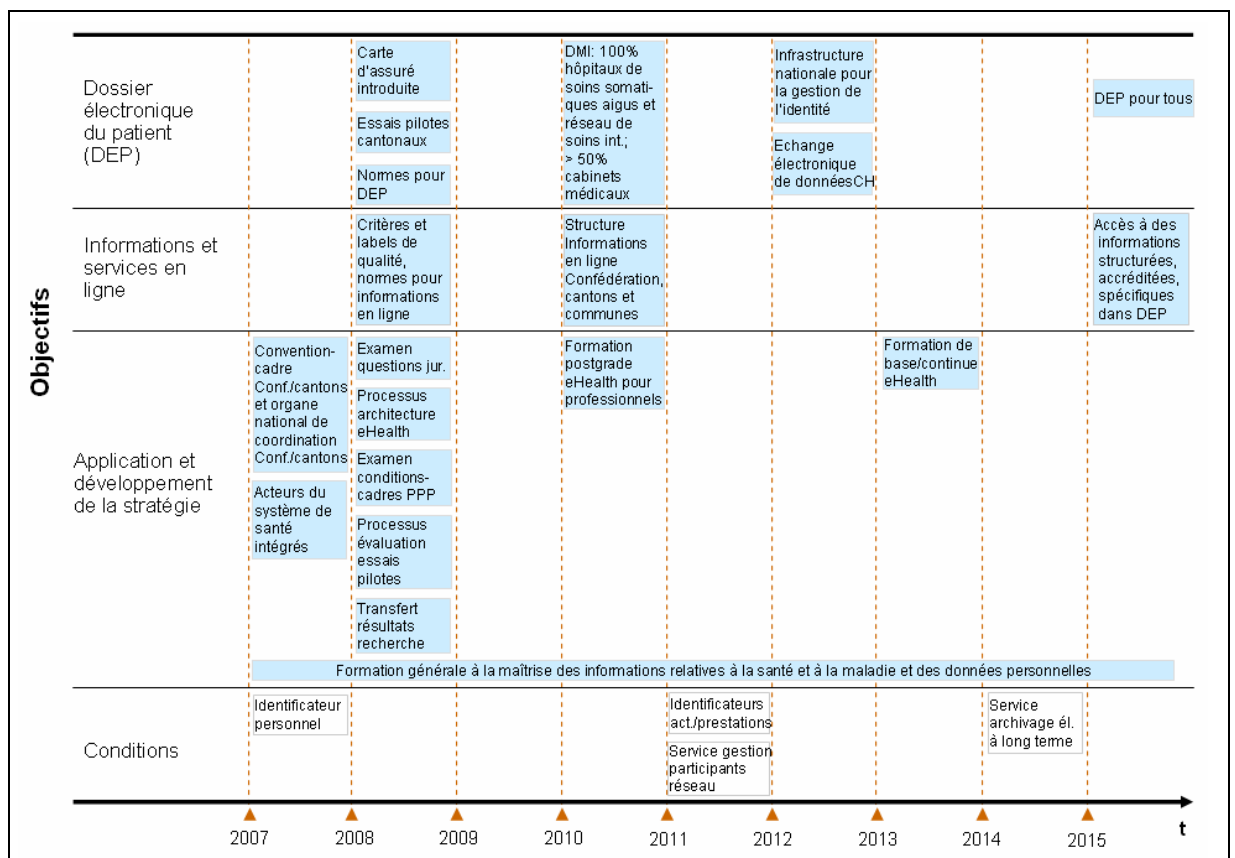 Objectifs
Dossier
électronique
du patient
(DEP)
Carte
d'assuré
introduite
Essais pilotes
cantonaux
Normes pour
DEP
DMI: 100%
hôpitaux de
soins somati-
ques aigus et
réseau de
soins int.;
> 50%
cabinets
médicaux
Infrastructure
nationale pour
la gestion de
l'identité
Echange
électronique
de donnéesCH
DEP pour tous
Informations et
services en
ligne
Critères et
labels de
qualité,
normes pour
informations
en ligne
Structure
Informations
en ligne
Confédération,
cantons et
communes
Accès à des
informations
structurées,
accréditées,
spécifiques
dans DEP
Application et
développement
de la stratégie
Convention-
cadre
Conf./cantons
et organe
national de
coordination
Conf./cantons
Acteurs du
système de
santé
intégrés
Examen
questions jur.
Processus
architecture
eHealth
Examen
conditions-
cadres PPP
Processus
évaluation
essais
pilotes
Transfert
résultats
recherche
Formation
postgrade
eHealth pour
professionnels
Formation de
base/continue
eHealth
Formation générale à la maîtrise des informations relatives à la santé et à la maladie et des données personnelles
Conditions
Identificateur
personnel
Identificateurs
act./prestations
Service gestion
participants
réseau
Service
archivage él.
à long terme
2007 2008 2009 2010 2011 2012 2013 2014 2015 t